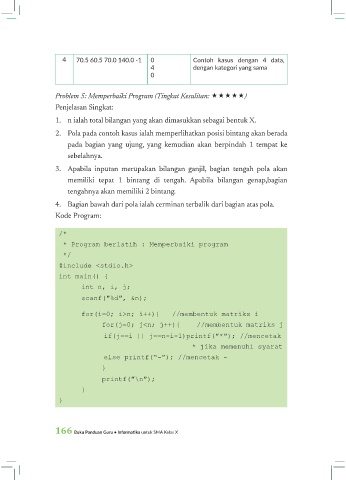 4 70.5 60.5 70.0 140.0 -1 0 Contoh kasus dengan 4 data,
4 dengan kategori yang sama
0
Problem 5: Memperbaiki Program (Tingkat Kesulitan: ★★★★★)
Penjelasan Singkat:
1. n ialah total bilangan yang akan dimasukkan sebagai bentuk X.
2. Pola pada contoh kasus ialah memperlihatkan posisi bintang akan berada
pada bagian yang ujung, yang kemudian akan berpindah 1 tempat ke
sebelahnya.
3. Apabila inputan merupakan bilangan ganjil, bagian tengah pola akan
memiliki tepat 1 bintang di tengah. Apabila bilangan genap,bagian
tengahnya akan memiliki 2 bintang.
4. Bagian bawah dari pola ialah cerminan terbalik dari bagian atas pola.
Kode Program:
/*
* Program berlatih : Memperbaiki program
*/
#include <stdio.h>
int main() {
int n, i, j;
scanf("%d", &n);
for(i=0; i>n; i++){ //membentuk matriks i
for(j=0; j<n; j++){ //membentuk matriks j
if(j==i || j==n-i-1)printf("*"); //mencetak
* jika memenuhi syarat
else printf("-"); //mencetak -
}
printf("\n");
}
}
166 Buku Panduan Guru • Informatika untuk SMA Kelas X